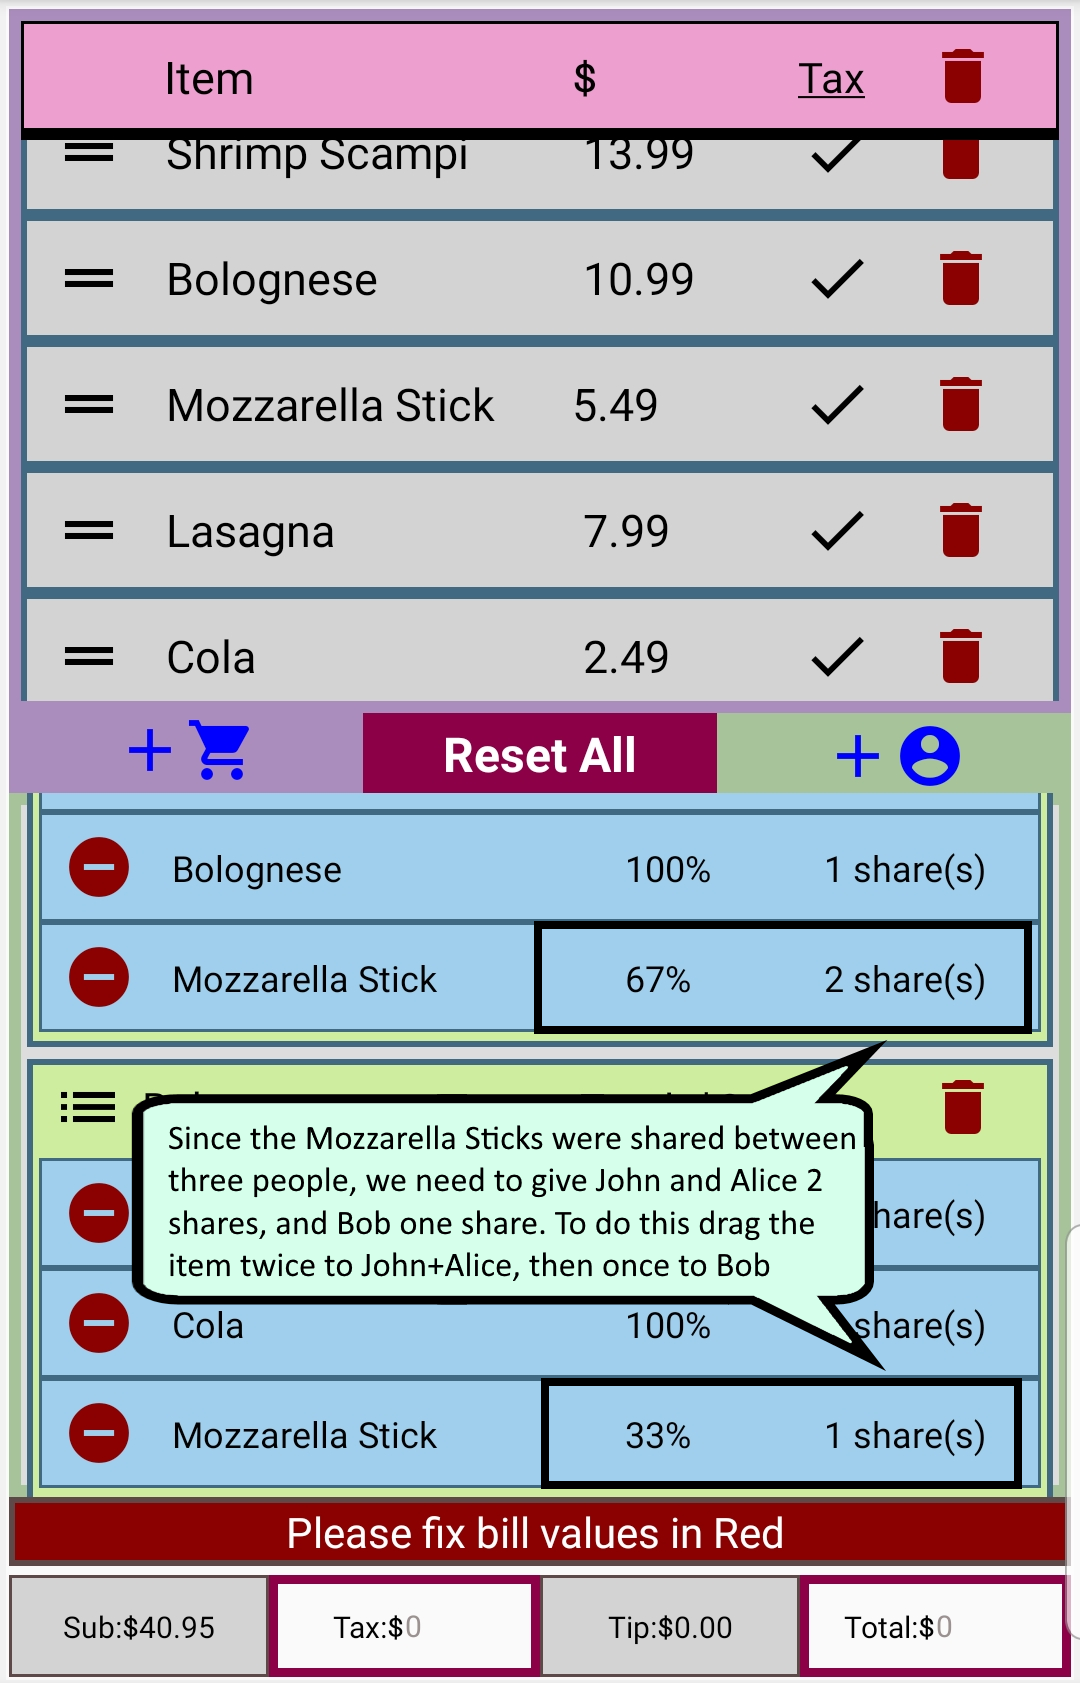 Item $ Tax
Shrimp Scampi 13.99
Bolognese 10.99
Mozzarella Stick 5.49
Lasagna 7.99
Cola 2.49
Reset All
Bolognese 100% 1 share(s)
Mozzarella Stick 67% 2 share(s)
Since the Mozzarella Sticks were shared between
three people, we need to give John and Alice 2
shares, and Bob one share. To do this drag the
item twice to John+Alice, then once to Bob
Cola 100% share(s)
Mozzarella Stick 33% 1 share(s)
Please fix bill values in Red
Sub:$40.95 Tax:$0 Tip:$0.00 Total:$0